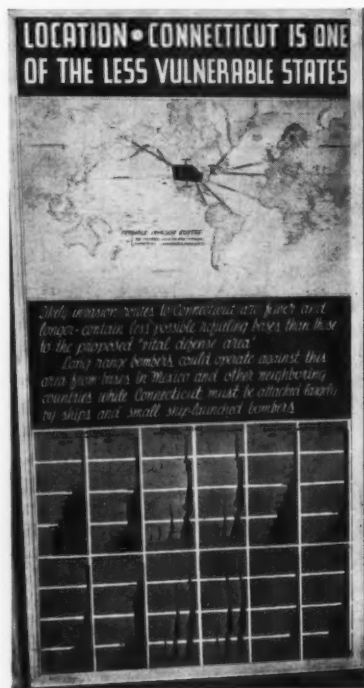 LOCATION • CONNECTICUT IS ONE
OF THE LESS VULNERABLE STATES
Likely invasion routes to Connecticut are fewer and
longer-contain less possible refueling bases than those
to the proposed 'vital defense area'
Long range bombers could operate against this
area from bases in Mexico and other neighboring
countries while Connecticut must be attacked largely
by ships and small ship-launched bombers